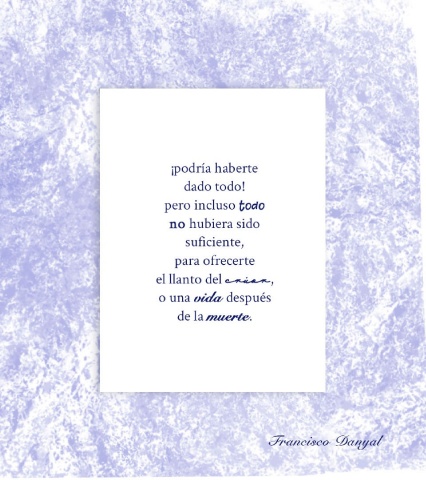 ¡podría haberte
dado todo!
pero incluso todo
no hubiera sido
suficiente,
para ofrecerte
el llanto del
o una vida después
de la muerte.
Francisco Danyal